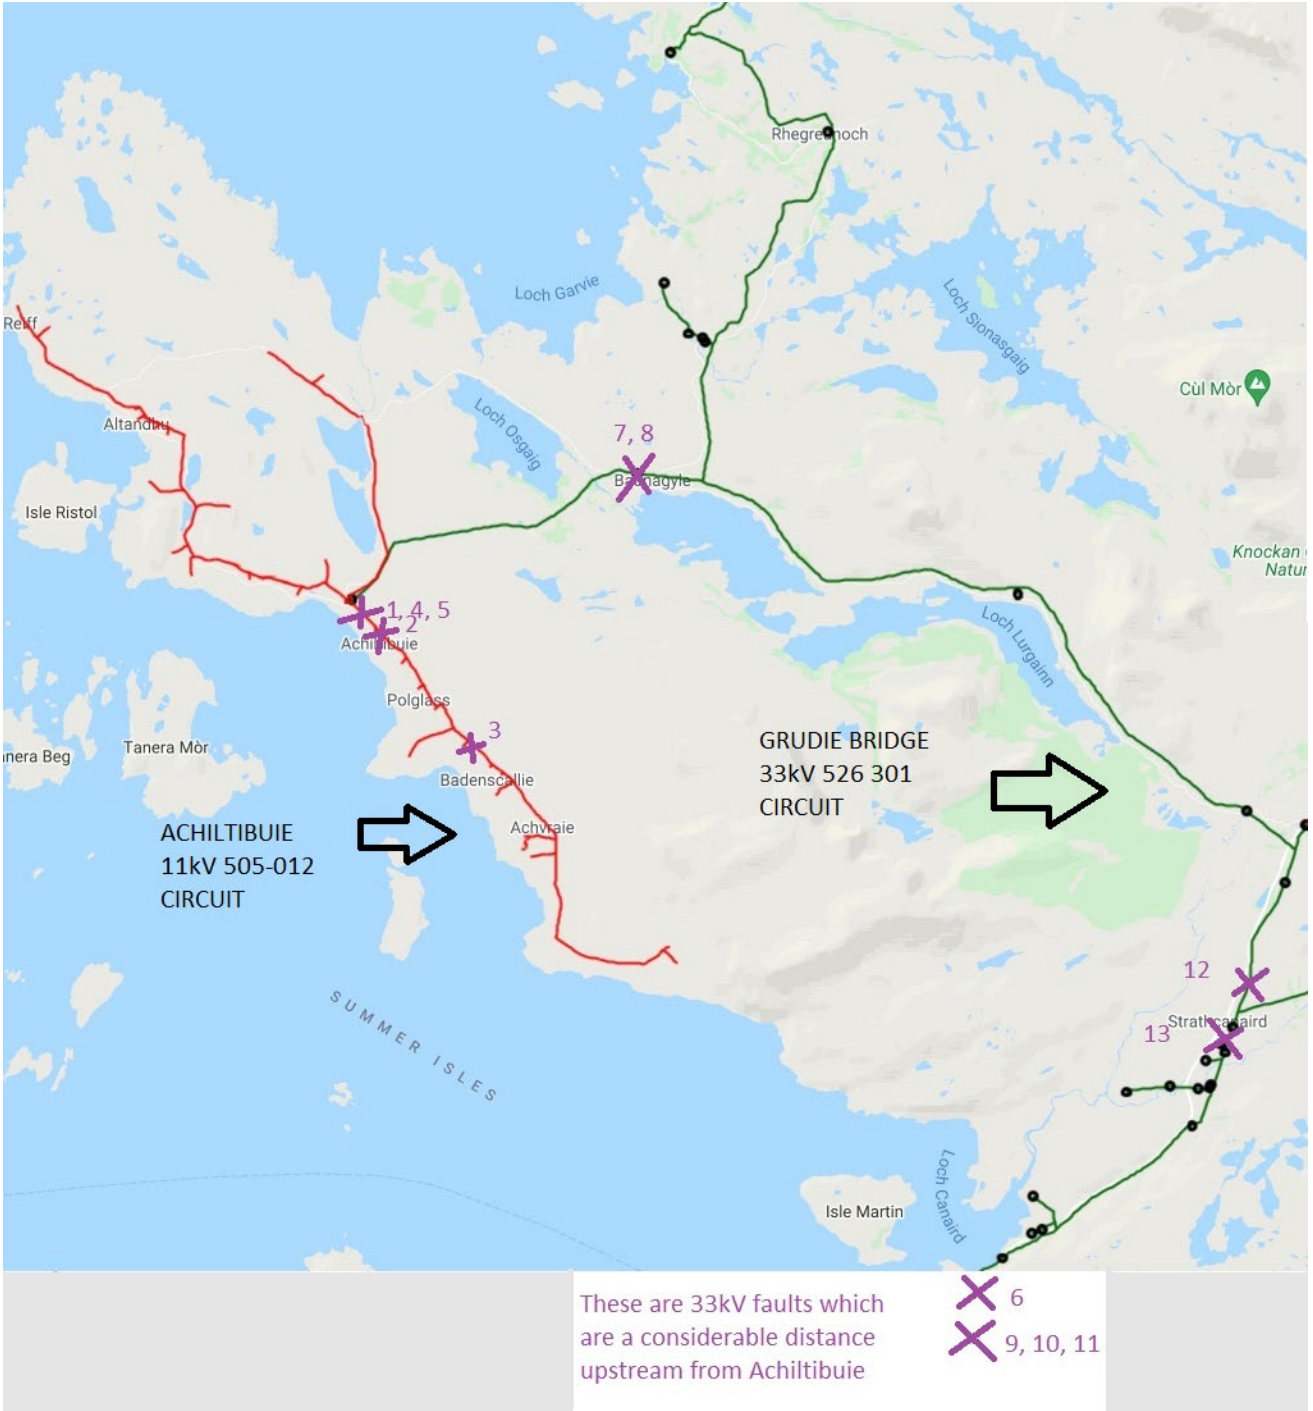 Rhegreanoch
Loch Garvie
Loch Sionasgaig
Reiff
Cùl Mòr
Altandhu
Loch Osgaig
7, 8
Badnagyle
Isle Ristol
Knockan
Natur
1, 4, 5
2
Achiltibuie
Loch Lurgainn
Polglass
3
Tanera Mòr
anera Beg
GRUDIE BRIDGE
33kV 526 301
CIRCUIT
Badenscallie
Achvraie
ACHILTIBUIE
11kV 505-012
CIRCUIT
12
SUMMER ISLES
Strathcanaird
13
Loch Canaird
Isle Martin
These are 33kV faults which
are a considerable distance
upstream from Achiltibuie
6
9, 10, 11